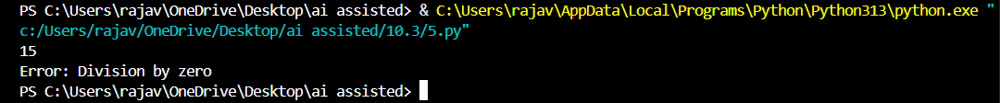 PS C:\Users\rajav\OneDrive\Desktop\ai assisted> & C:\Users\rajav\AppData\Local\Programs\Python\Python313\python.exe "
c:/Users/rajav/OneDrive/Desktop/ai assisted/10.3/5.py"
15
Error: Division by zero
PS C:\Users\rajav\OneDrive\Desktop\ai assisted>